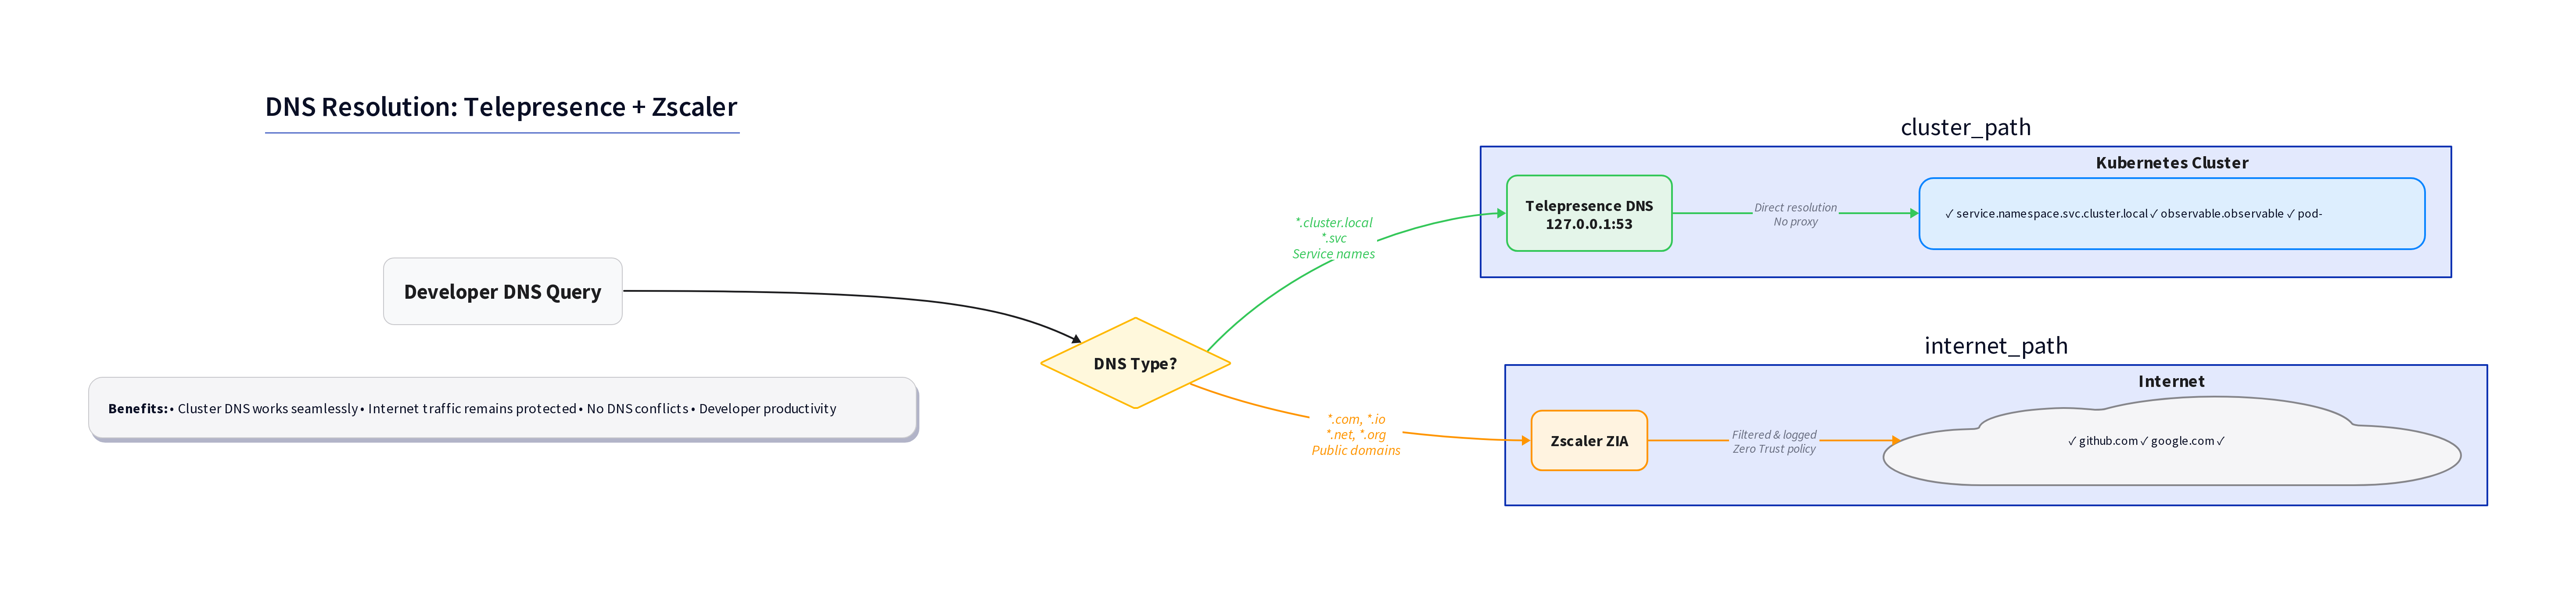 DNS Resolution: Telepresence + Zscaler
Developer DNS Query
Benefits: • Cluster DNS works seamlessly • Internet traffic remains protected • No DNS conflicts • Developer productivity
DNS Type?
*.cluster.local
*.svc
Service names
cluster_path
Telepresence DNS
127.0.0.1:53
Direct resolution
No proxy
Kubernetes Cluster
✓ service.namespace.svc.cluster.local ✓ observable.observable ✓ pod-
*.com, *.io
*.net, *.org
Public domains
internet_path
Zscaler ZIA
Filtered & logged
Zero Trust policy
Internet
✓ github.com ✓ google.com ✓